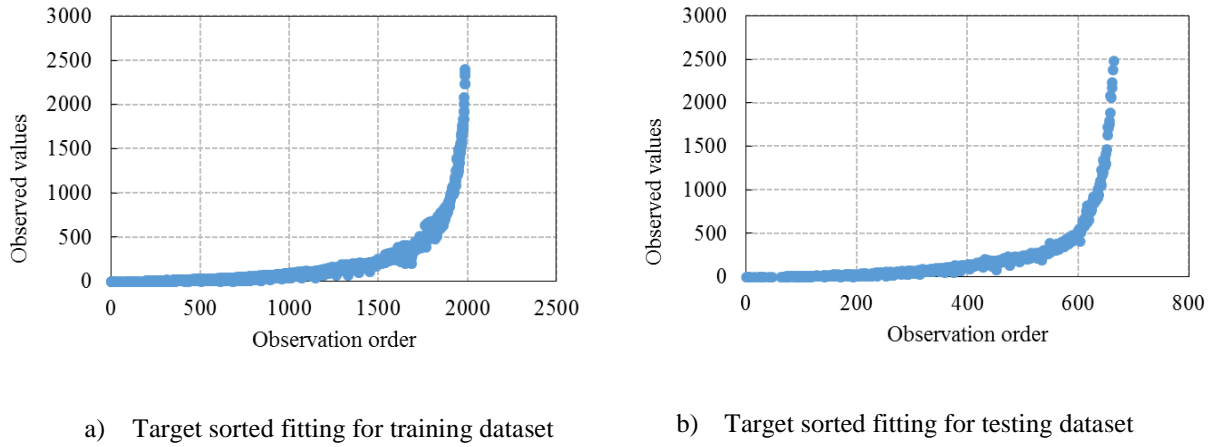 3000
2500
2000
1500
1000
500
0
0 500 1000 1500 2000 2500
Observed values
Observation order
a) Target sorted fitting for training dataset
3000
2500
2000
1500
1000
500
0
0 200 400 600 800
Observed values
Observation order
b) Target sorted fitting for testing dataset